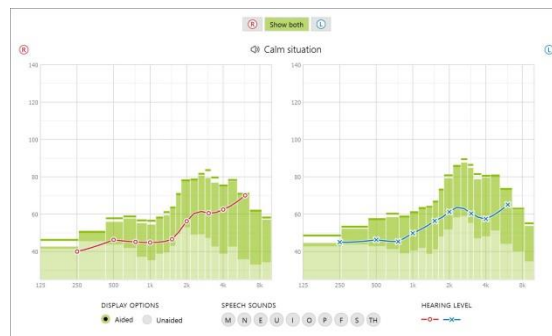 R Show both L
R Calm situation L
140 140
120 120
100 100
80 80
60 60
40 40
125 250 500 1k 2k 4k 8k 125 250 500 1k 2k 4k 8k
DISPLAY OPTIONS SPEECH SOUNDS HEARING LEVEL
Aided Unaided M N E U I O P F S TH